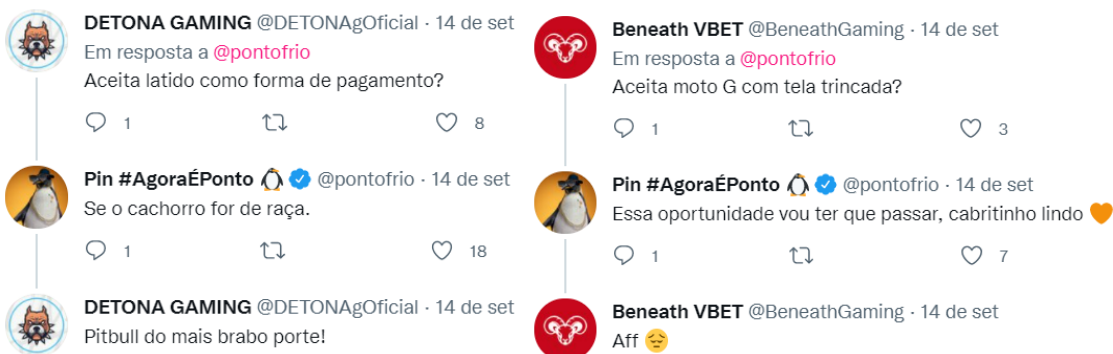 DETONA GAMING @DETONAgOficial · 14 de set
Em resposta a @pontofrio
Aceita latido como forma de pagamento?
1 8
Pin #AgoraÉPonto 🐧 @pontofrio · 14 de set
Se o cachorro for de raça.
1 18
DETONA GAMING @DETONAgOficial · 14 de set
Pitbull do mais brabo porte!
Beneath VBET @BeneathGaming · 14 de set
Em resposta a @pontofrio
Aceita moto G com tela trincada?
1 3
Pin #AgoraÉPonto 🐧 @pontofrio · 14 de set
Essa oportunidade vou ter que passar, cabritinho lindo 🧡
1 7
Beneath VBET @BeneathGaming · 14 de set
Aff 😔